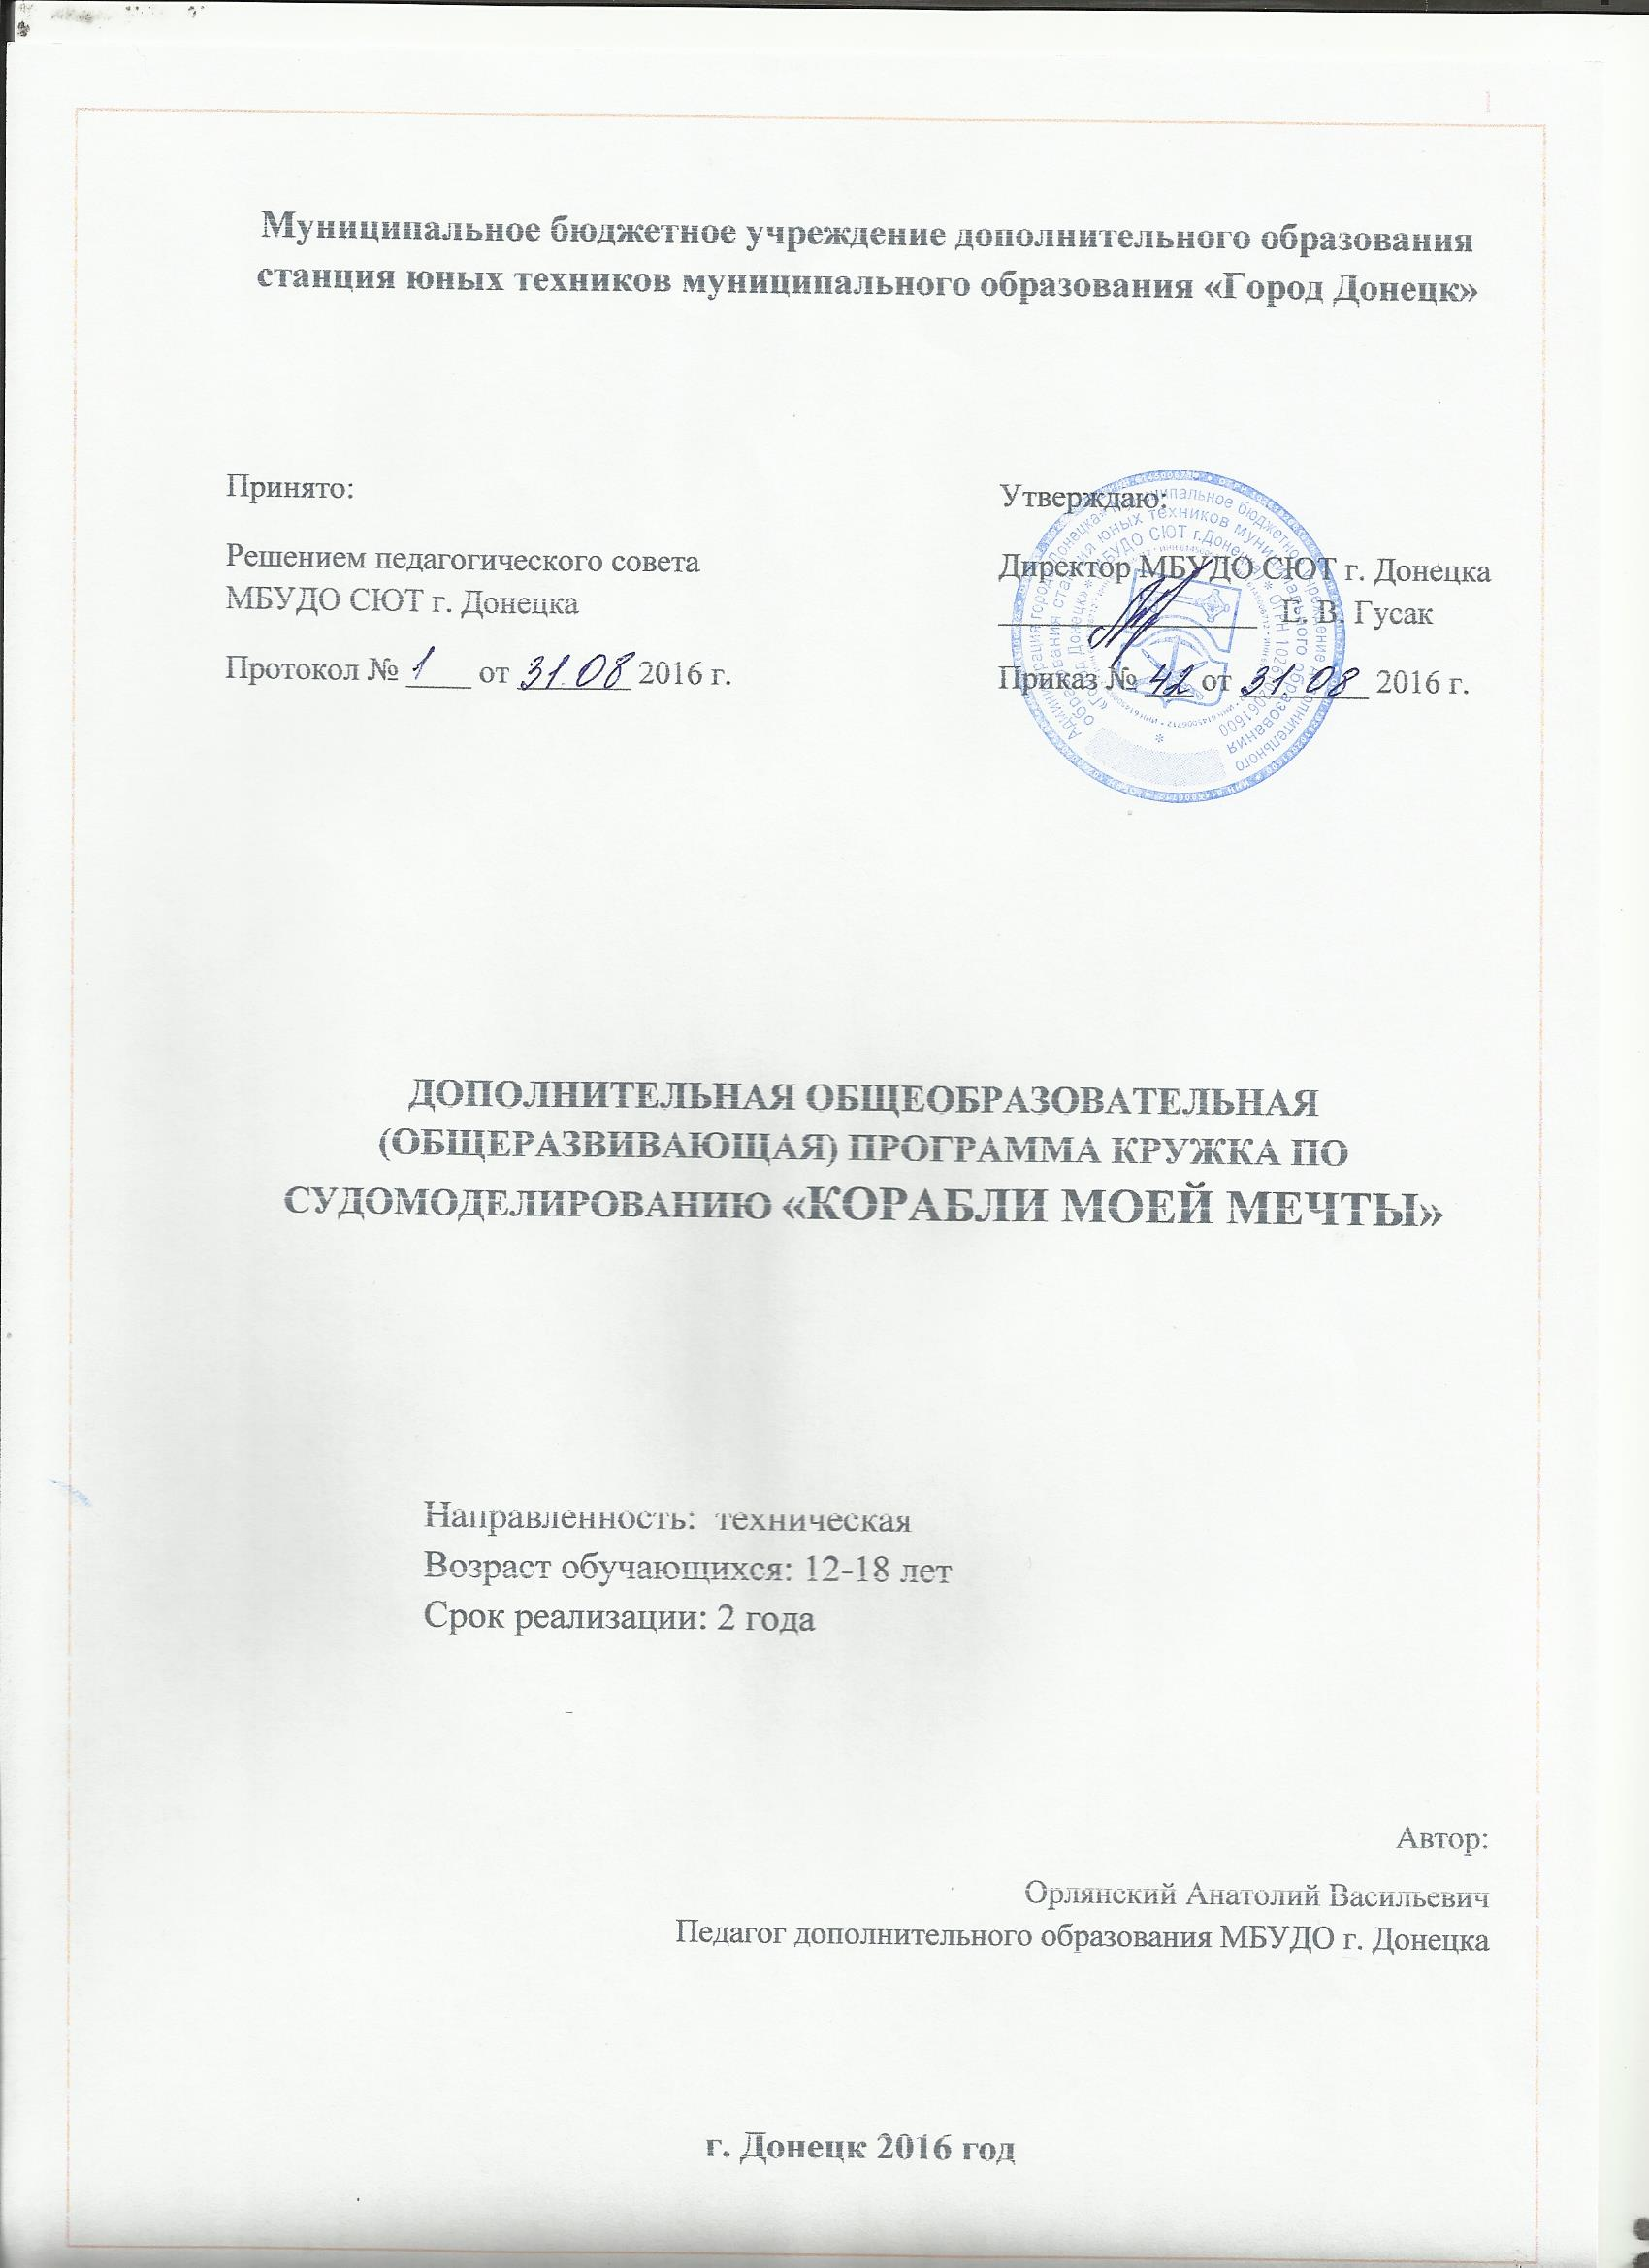 Муниципальное бюджетное учреждение дополнительного образования
станция юных техников муниципального образования «Город Донецк»
Принято:
Решением педагогического совета
МБУДО СЮТ г. Донецка
Протокол № 1 от 31.08 2016 г.
Утверждаю:
Директор МБУДО СЮТ г. Донецка
Гусак
Приказ № 42 от 31.08 2016 г.
ДОПОЛНИТЕЛЬНАЯ ОБЩЕОБРАЗОВАТЕЛЬНАЯ
(ОБЩЕРАЗВИВАЮЩАЯ) ПРОГРАММА КРУЖКА ПО
СУДОМОДЕЛИРОВАНИЮ «КОРАБЛИ МОЕЙ МЕЧТЫ»
Направленность: техническая
Возраст обучающихся: 12-18 лет
Срок реализации: 2 года
Автор:
Орлянский Анатолий Васильевич
Педагог дополнительного образования МБУДО г. Донецка
г. Донецк 2016 год